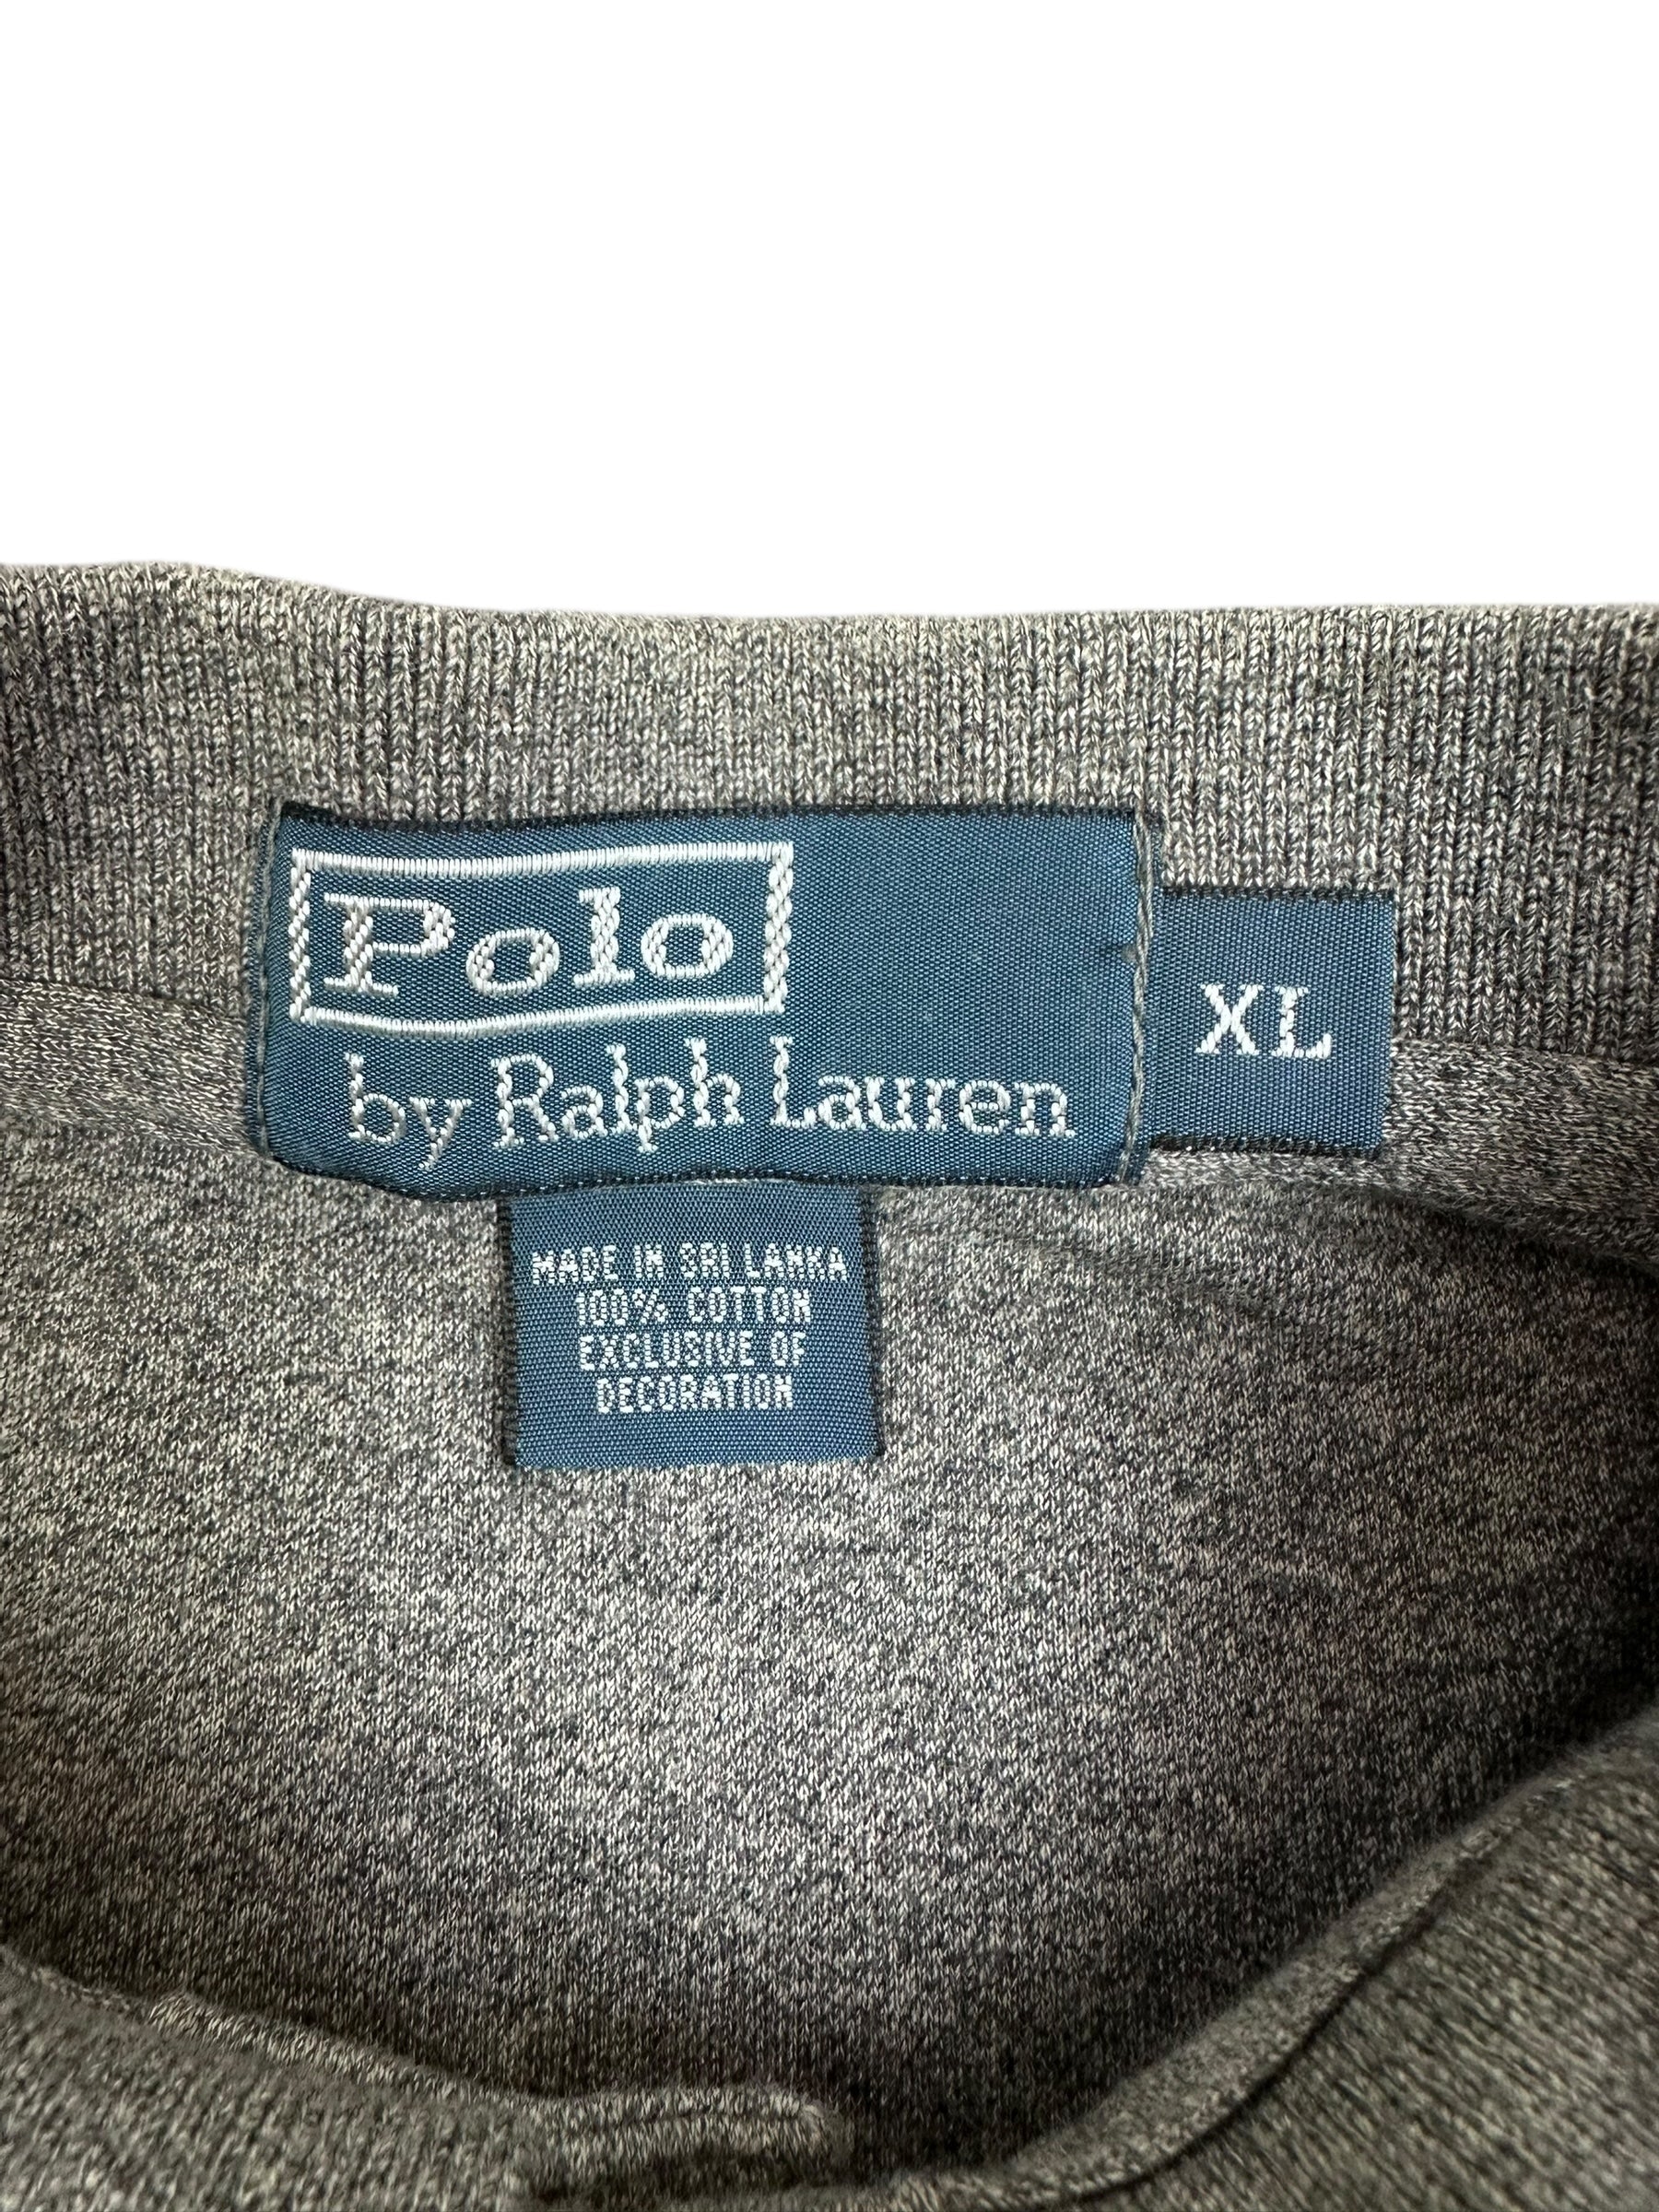 Polo
by Ralph Lauren
XL
MADE IN SRI LANKA
100% COTTON
EXCLUSIVE OF
DECORATION